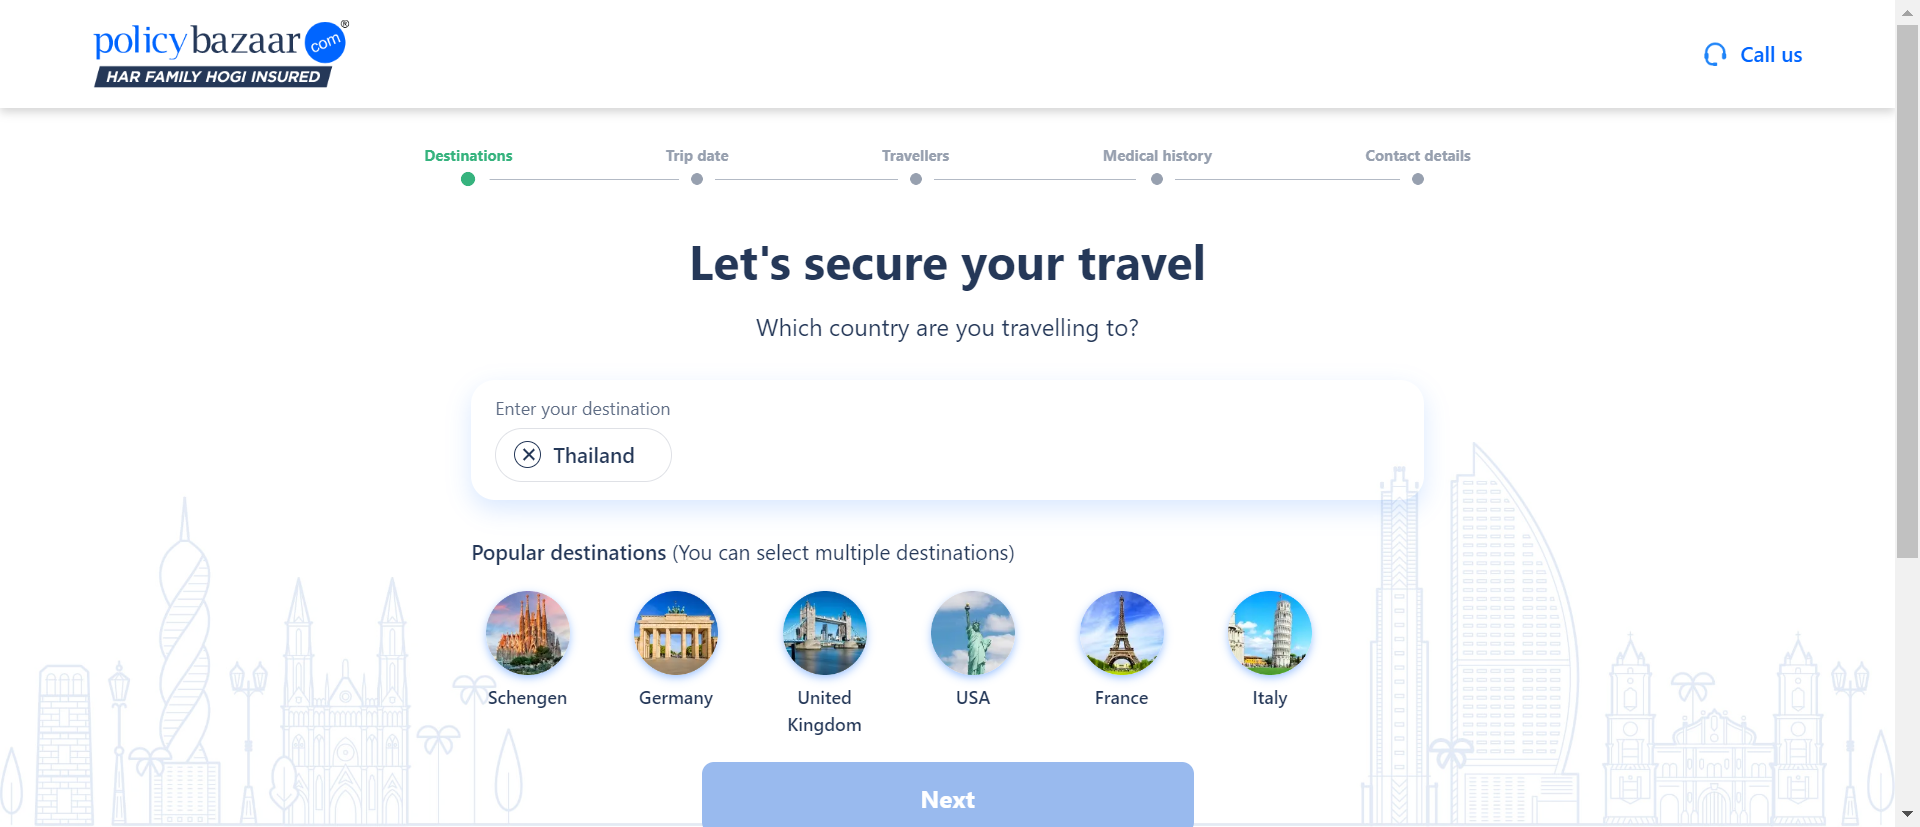 policybazaar com ®
HAR FAMILY HOGI INSURED
Call us
Destinations
Trip date
Travellers
Medical history
Contact details
Let's secure your travel
Which country are you travelling to?
Enter your destination
Thailand
Popular destinations (You can select multiple destinations)
Schengen
Germany
United
Kingdom
USA
France
Italy
Next